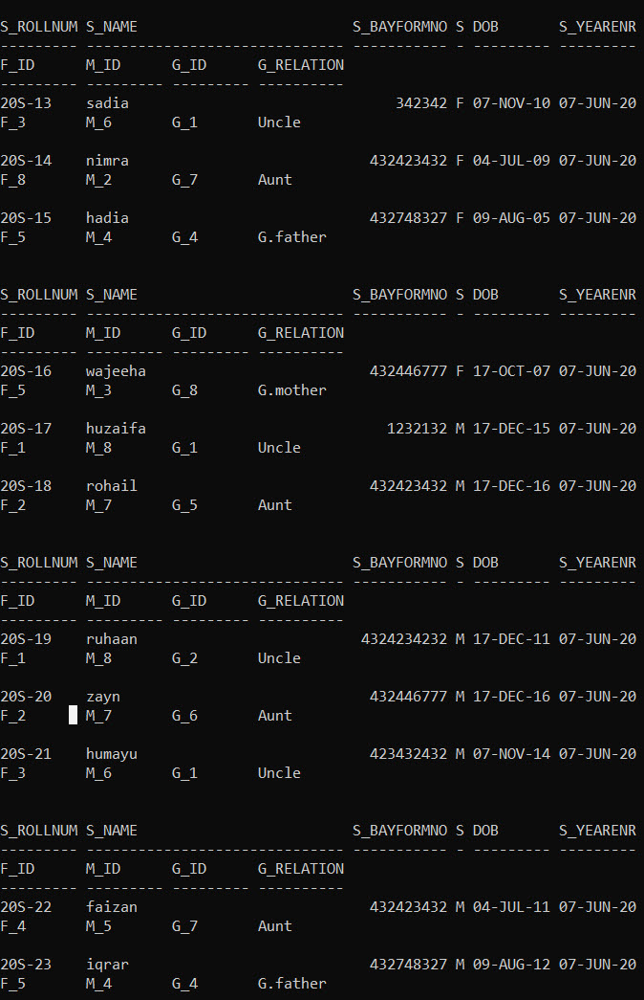 S_ROLLNUM S_NAME                         S_BAYFORMNO S DOB       S_YEARENR
--------- ------------------------------ ----------- - --------- ---------
F_ID      M_ID      G_ID      G_RELATION
--------- --------- --------- ----------
20S-13    sadia                               342342 F 07-NOV-10 07-JUN-20
F_3       M_6       G_1       Uncle

20S-14    nimra                            432423432 F 04-JUL-09 07-JUN-20
F_8       M_2       G_7       Aunt

20S-15    hadia                            432748327 F 09-AUG-05 07-JUN-20
F_5       M_4       G_4       G.father

S_ROLLNUM S_NAME                         S_BAYFORMNO S DOB       S_YEARENR
--------- ------------------------------ ----------- - --------- ---------
F_ID      M_ID      G_ID      G_RELATION
--------- --------- --------- ----------
20S-16    wajeeha                          432446777 F 17-OCT-07 07-JUN-20
F_5       M_3       G_8       G.mother

20S-17    huzaifa                            1232132 M 17-DEC-15 07-JUN-20
F_1       M_8       G_1       Uncle

20S-18    rohail                           432423432 M 17-DEC-16 07-JUN-20
F_2       M_7       G_5       Aunt

S_ROLLNUM S_NAME                         S_BAYFORMNO S DOB       S_YEARENR
--------- ------------------------------ ----------- - --------- ---------
F_ID      M_ID      G_ID      G_RELATION
--------- --------- --------- ----------
20S-19    ruhaan                          4324234232 M 17-DEC-11 07-JUN-20
F_1       M_8       G_2       Uncle

20S-20    zayn                             432446777 M 17-DEC-16 07-JUN-20
F_2       M_7       G_6       Aunt

20S-21    humayu                           423432432 M 07-NOV-14 07-JUN-20
F_3       M_6       G_1       Uncle

S_ROLLNUM S_NAME                         S_BAYFORMNO S DOB       S_YEARENR
--------- ------------------------------ ----------- - --------- ---------
F_ID      M_ID      G_ID      G_RELATION
--------- --------- --------- ----------
20S-22    faizan                           432423432 M 04-JUL-11 07-JUN-20
F_4       M_5       G_7       Aunt

20S-23    iqrar                            432748327 M 09-AUG-12 07-JUN-20
F_5       M_4       G_4       G.father